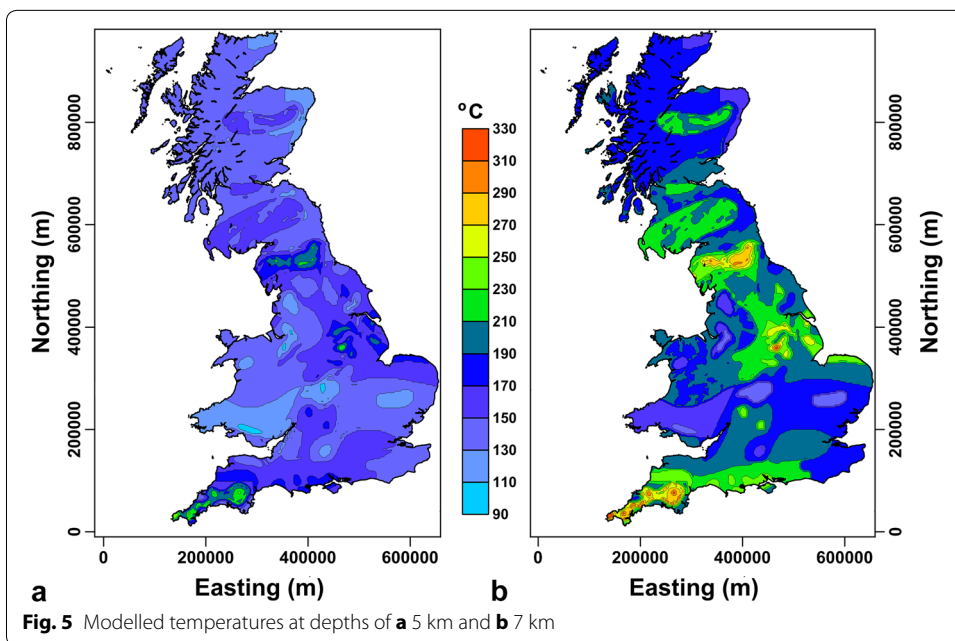 °C
330
310
290
270
250
230
210
190
170
150
130
110
90
Northing (m)
800000
600000
400000
200000
0
0 200000 400000 600000
Easting (m)
a
Northing (m)
800000
600000
400000
200000
0
0 200000 400000 600000
Easting (m)
b
Fig. 5 Modelled temperatures at depths of a 5 km and b 7 km